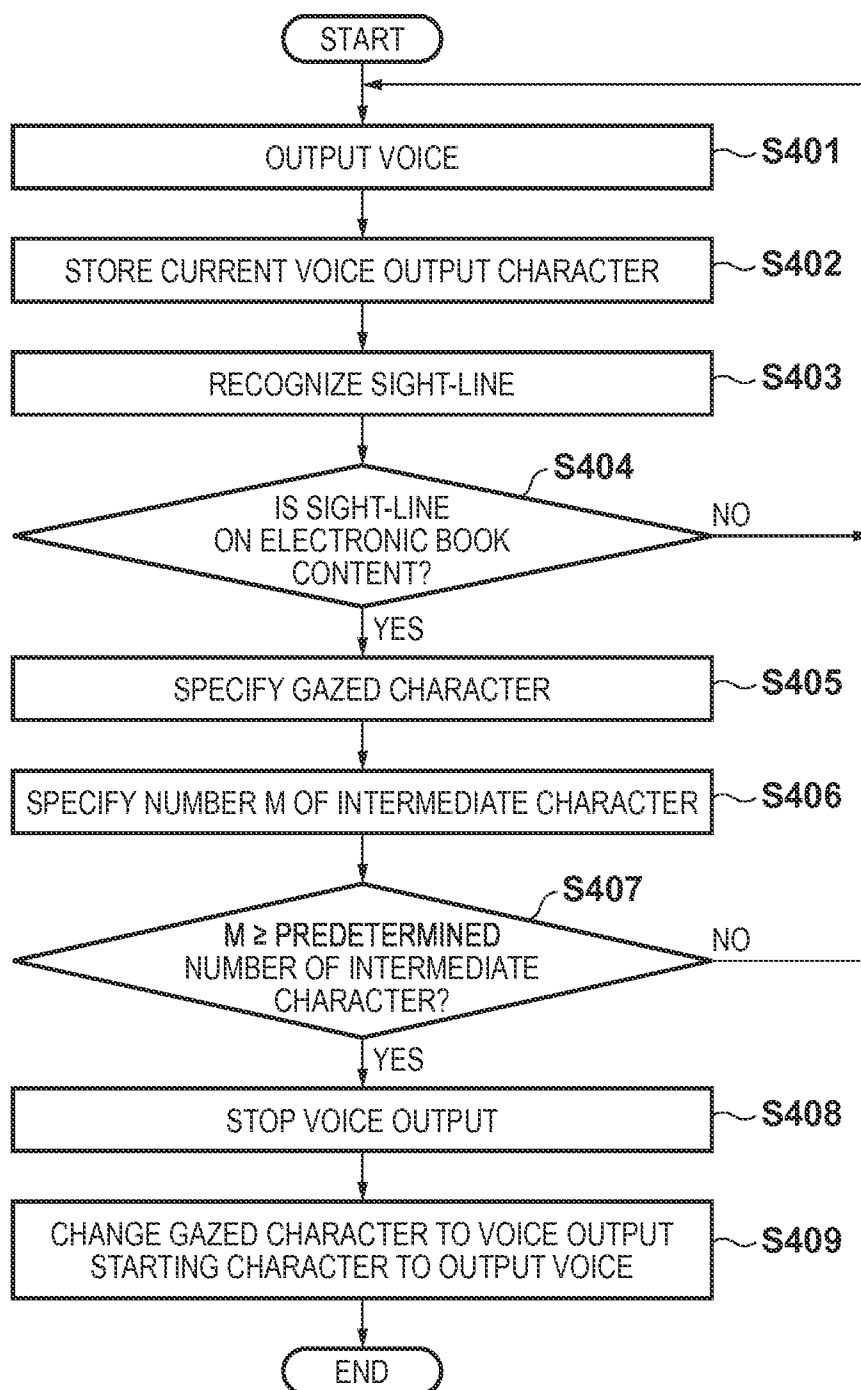 START
OUTPUT VOICE
S401
STORE CURRENT VOICE OUTPUT CHARACTER
S402
RECOGNIZE SIGHT-LINE
S403
S404
IS SIGHT-LINE
ON ELECTRONIC BOOK
CONTENT?
NO
YES
SPECIFY GAZED CHARACTER
S405
SPECIFY NUMBER M OF INTERMEDIATE CHARACTER
S406
S407
M ≥ PREDETERMINED
NUMBER OF INTERMEDIATE
CHARACTER?
NO
YES
STOP VOICE OUTPUT
S408
CHANGE GAZED CHARACTER TO VOICE OUTPUT
STARTING CHARACTER TO OUTPUT VOICE
S409
END